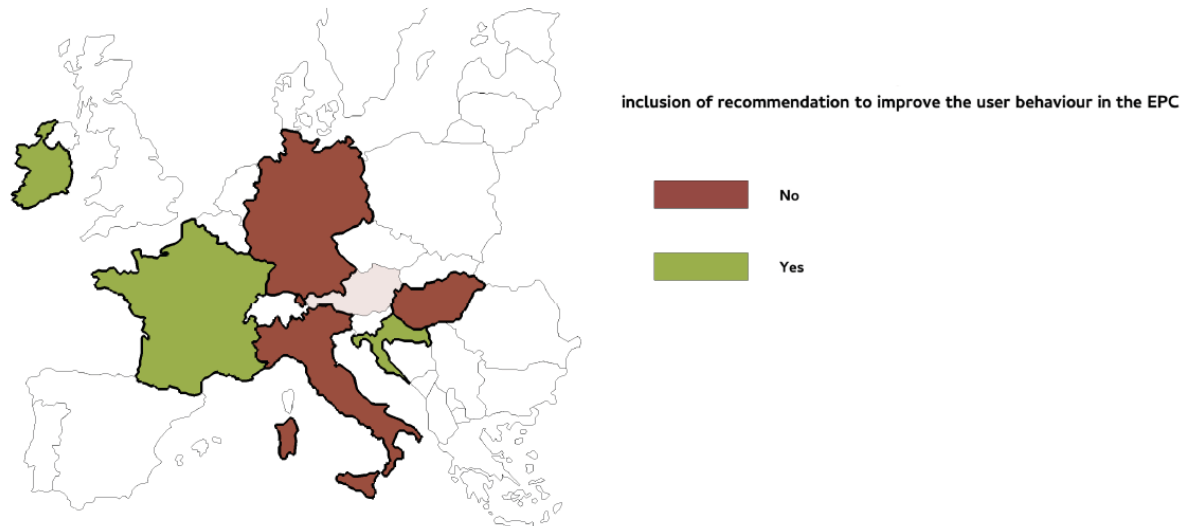 inclusion of recommendation to improve the user behaviour in the EPC
No
Yes